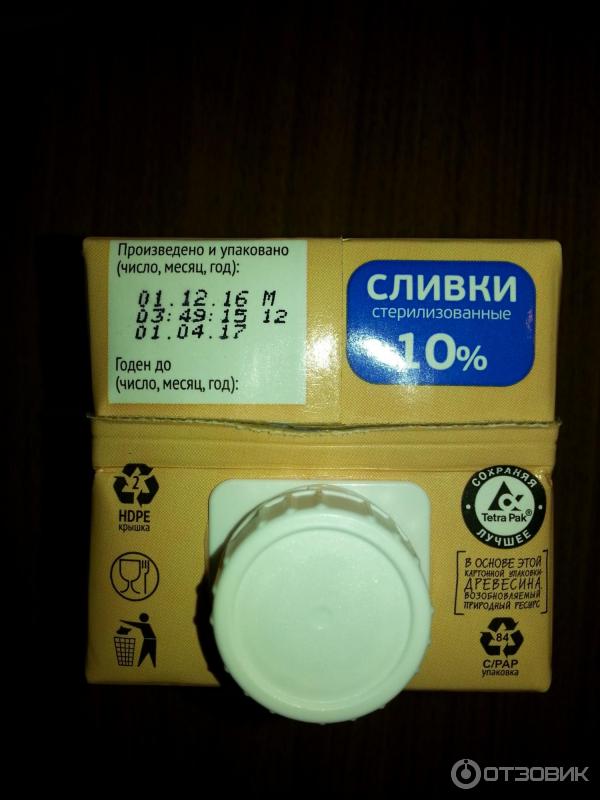 Произведено и упаковано
(число, месяц, год):
01.12.16 М
03:49:15 12
01.04.17
Годен до
(число, месяц, год):
СЛИВКИ
стерилизованные
10%
2
HDPE
крышка
СОХРАНЯЯ
Tetra Pak®
ЛУЧШЕЕ
В ОСНОВЕ ЭТОЙ
КАРТОННОЙ УПАКОВКИ-
ДРЕВЕСИНА,
ВОЗОБНОВЛЯЕМЫЙ
ПРИРОДНЫЙ РЕСУРС
84
C/PAP
упаковка
ОТЗОВИК